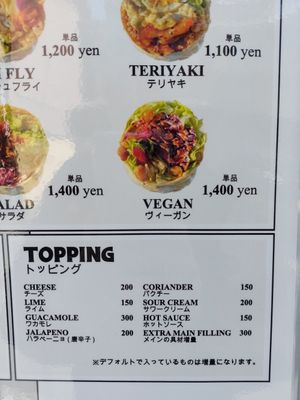 単品
1,200 yen
単品
1,100 yen
FLY
フライ
TERIYAKI
テリヤキ
1,400 yen
単品
1,400 yen
ALAD
サラダ
VEGAN
ヴィーガン
TOPPING
トッピング
CHEESE 200
チーズ
LIME 150
ライム
GUACAMOLE 300
ワカモレ
JALAPENO 200
ハラペーニョ(唐辛子)
CORIANDER 150
パクチー
SOUR CREAM 200
サワークリーム
HOT SAUCE 150
ホットソース
EXTRA MAIN FILLING 300
メインの具材増量
※デフォルトで入っているものは増量になります。